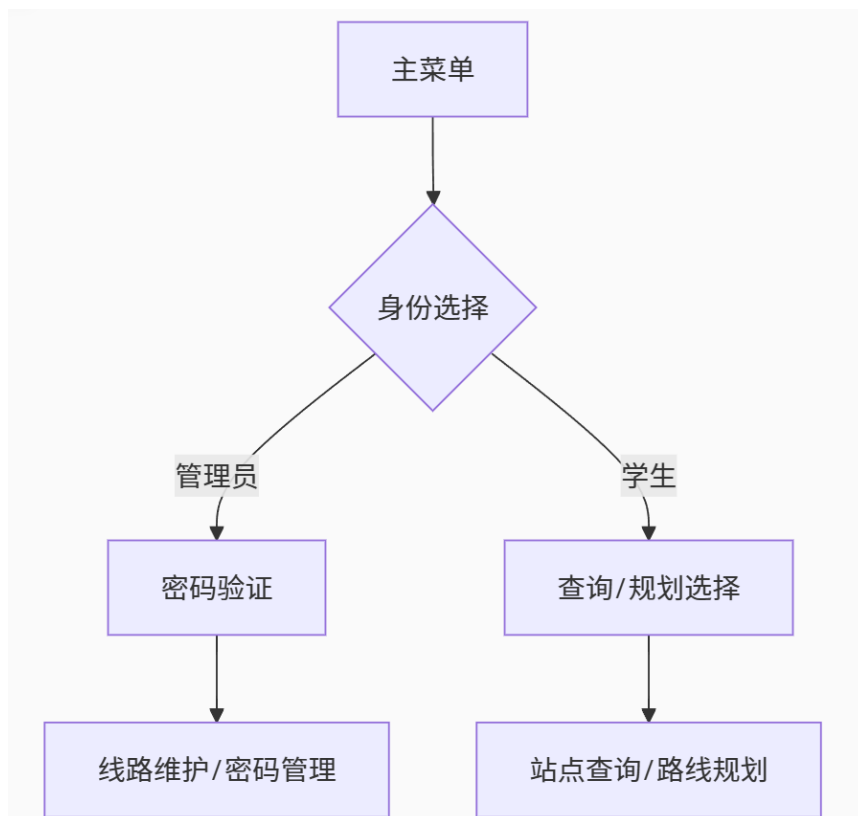 主菜单
身份选择
管理员
学生
密码验证
查询/规划选择
线路维护/密码管理
站点查询/路线规划